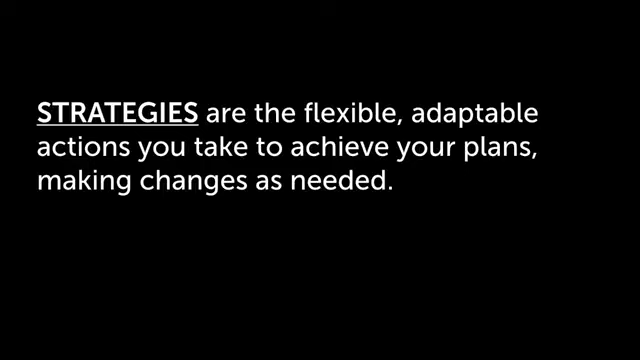 STRATEGIES are the flexible, adaptable
actions you take to achieve your plans,
making changes as needed.